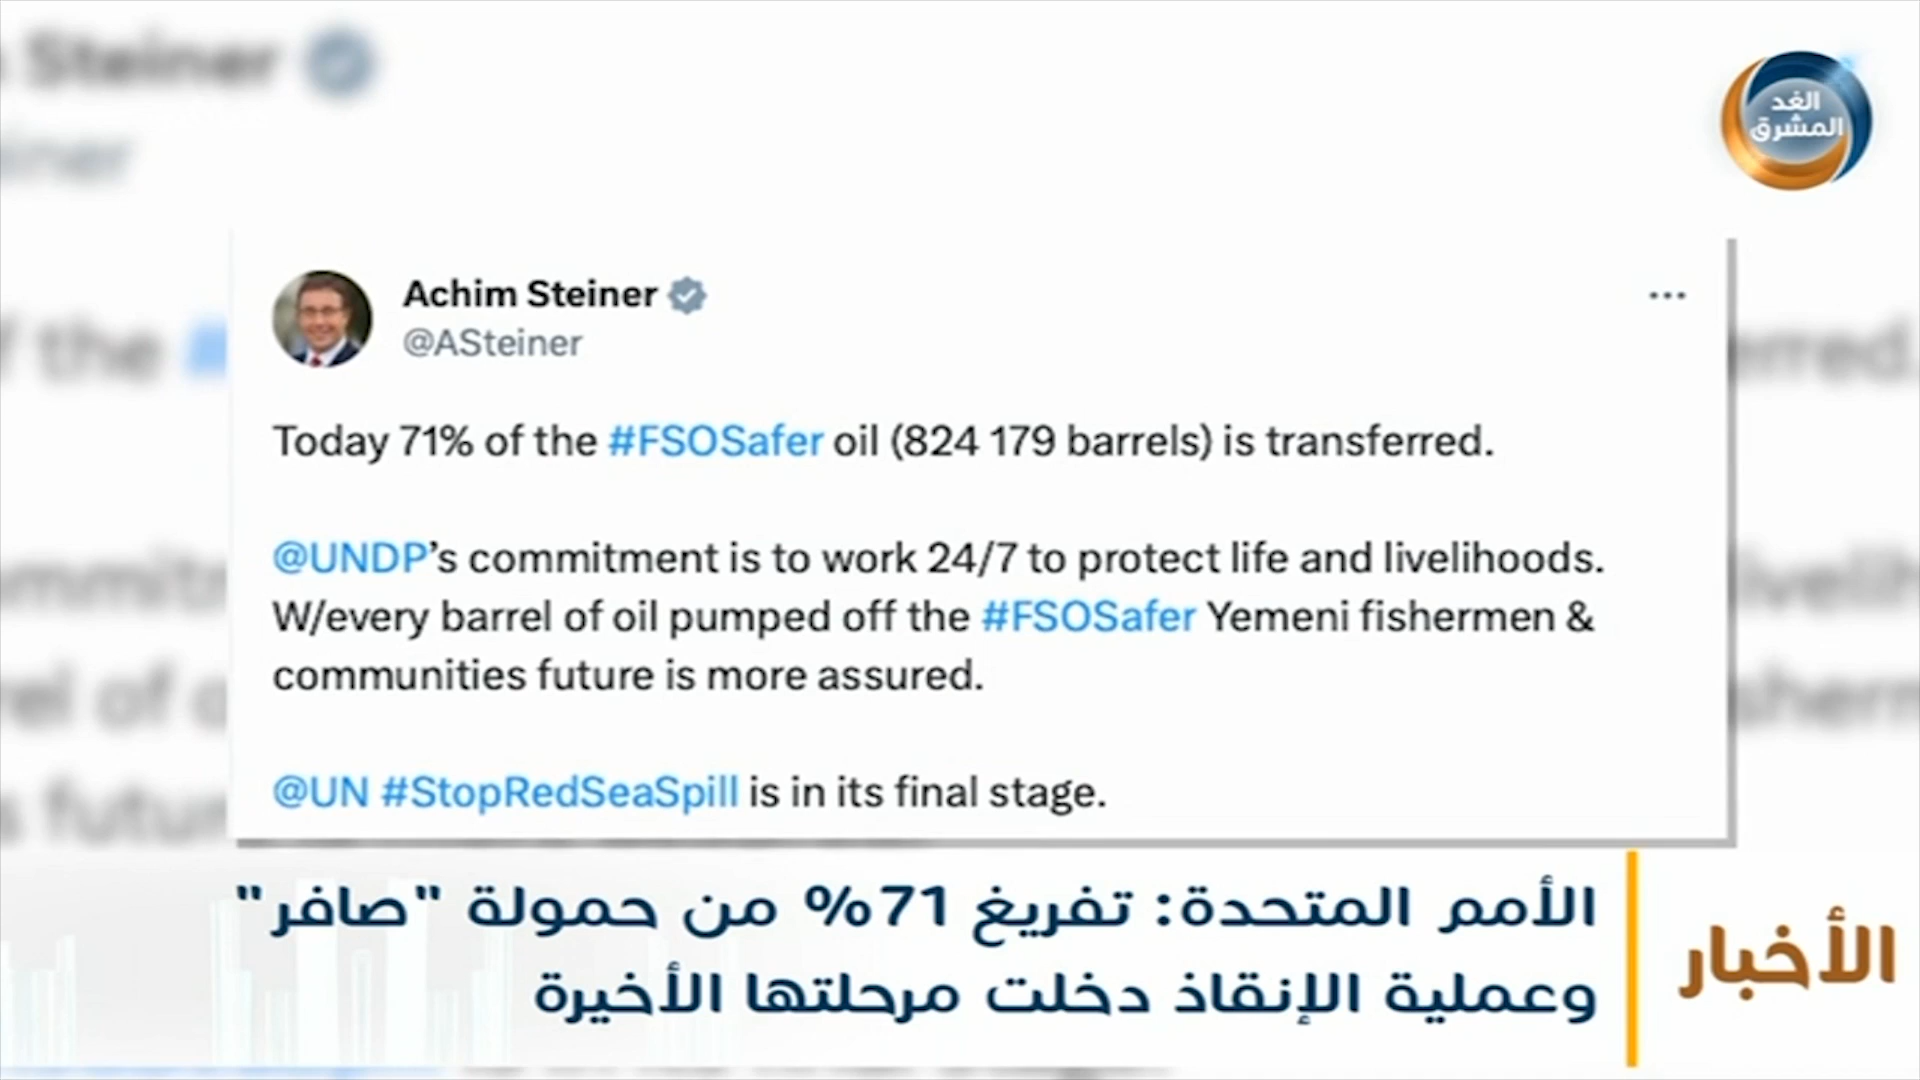 Steiner
iner
الغد
المشرق
Achim Steiner
@ASteiner
Today 71% of the #FSOSafer oil (824 179 barrels) is transferred.
@UNDP’s commitment is to work 24/7 to protect life and livelihoods.
W/every barrel of oil pumped off the #FSOSafer Yemeni fishermen &
communities future is more assured.
@UN #StopRedSeaSpill is in its final stage.
الأخبار
الأمم المتحدة: تفريغ 71% من حمولة "صافر"
وعملية الإنقاذ دخلت مرحلتها الأخيرة